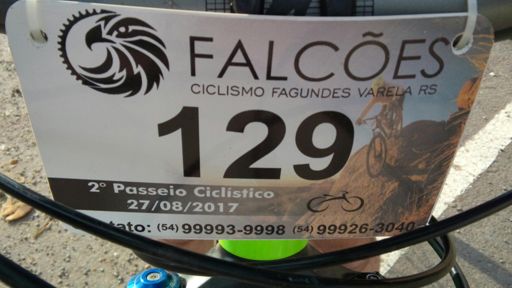 FALCÕES
CICLISMO FAGUNDES VARELA RS
129
2º Passeio Ciclístico
27/08/2017
(54) 99993-9998 (54) 99926-3040